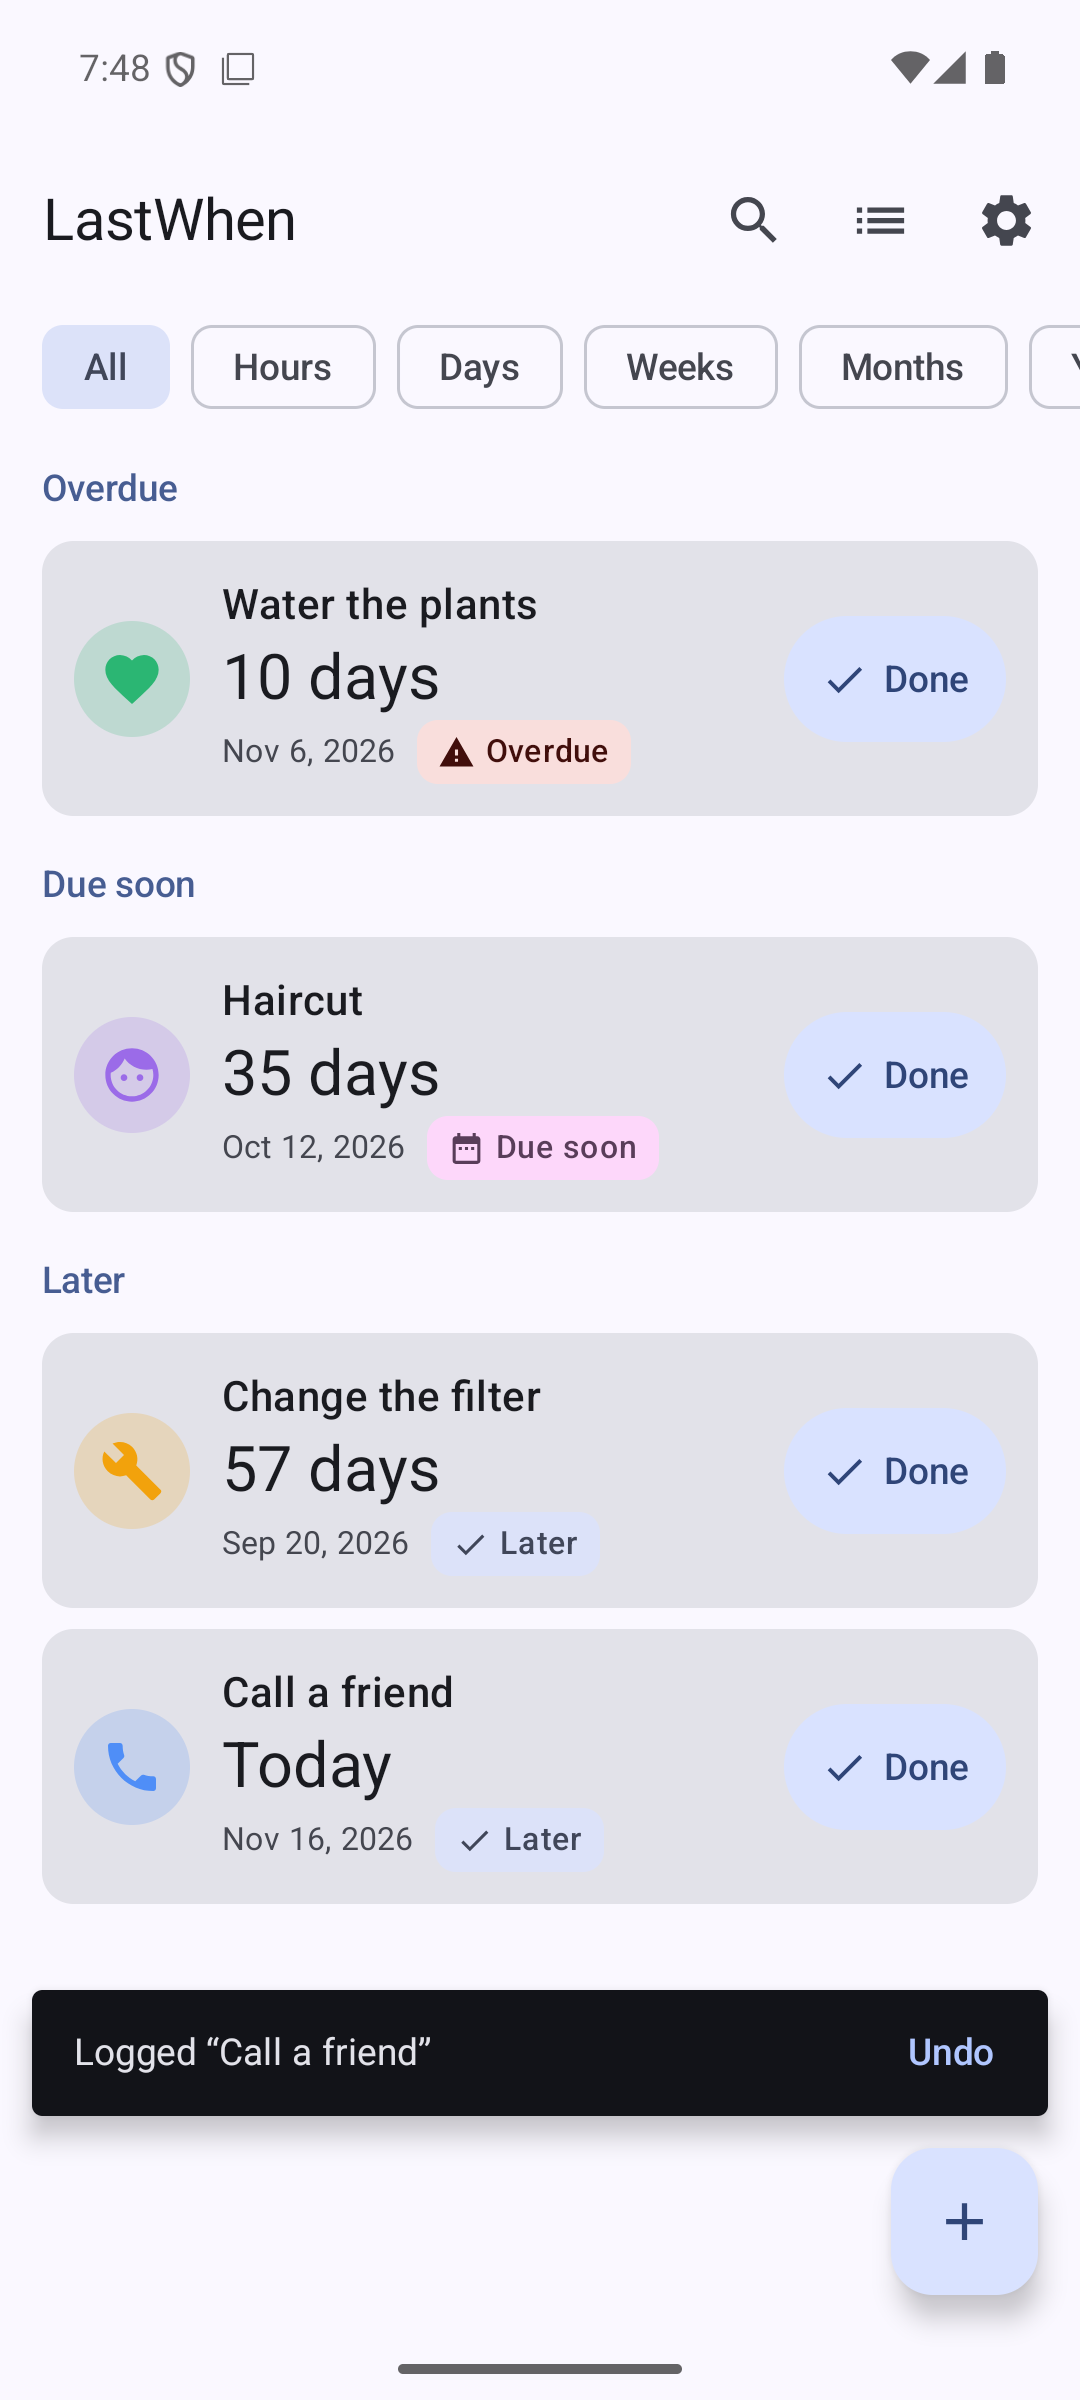 7:48
LastWhen
All
Hours
Days
Weeks
Months
Overdue
Water the plants
10 days
Nov 6, 2026
Overdue
Done
Due soon
Haircut
35 days
Oct 12, 2026
Due soon
Done
Later
Change the filter
57 days
Sep 20, 2026
Later
Done
Call a friend
Today
Nov 16, 2026
Later
Done
Logged “Call a friend”
Undo